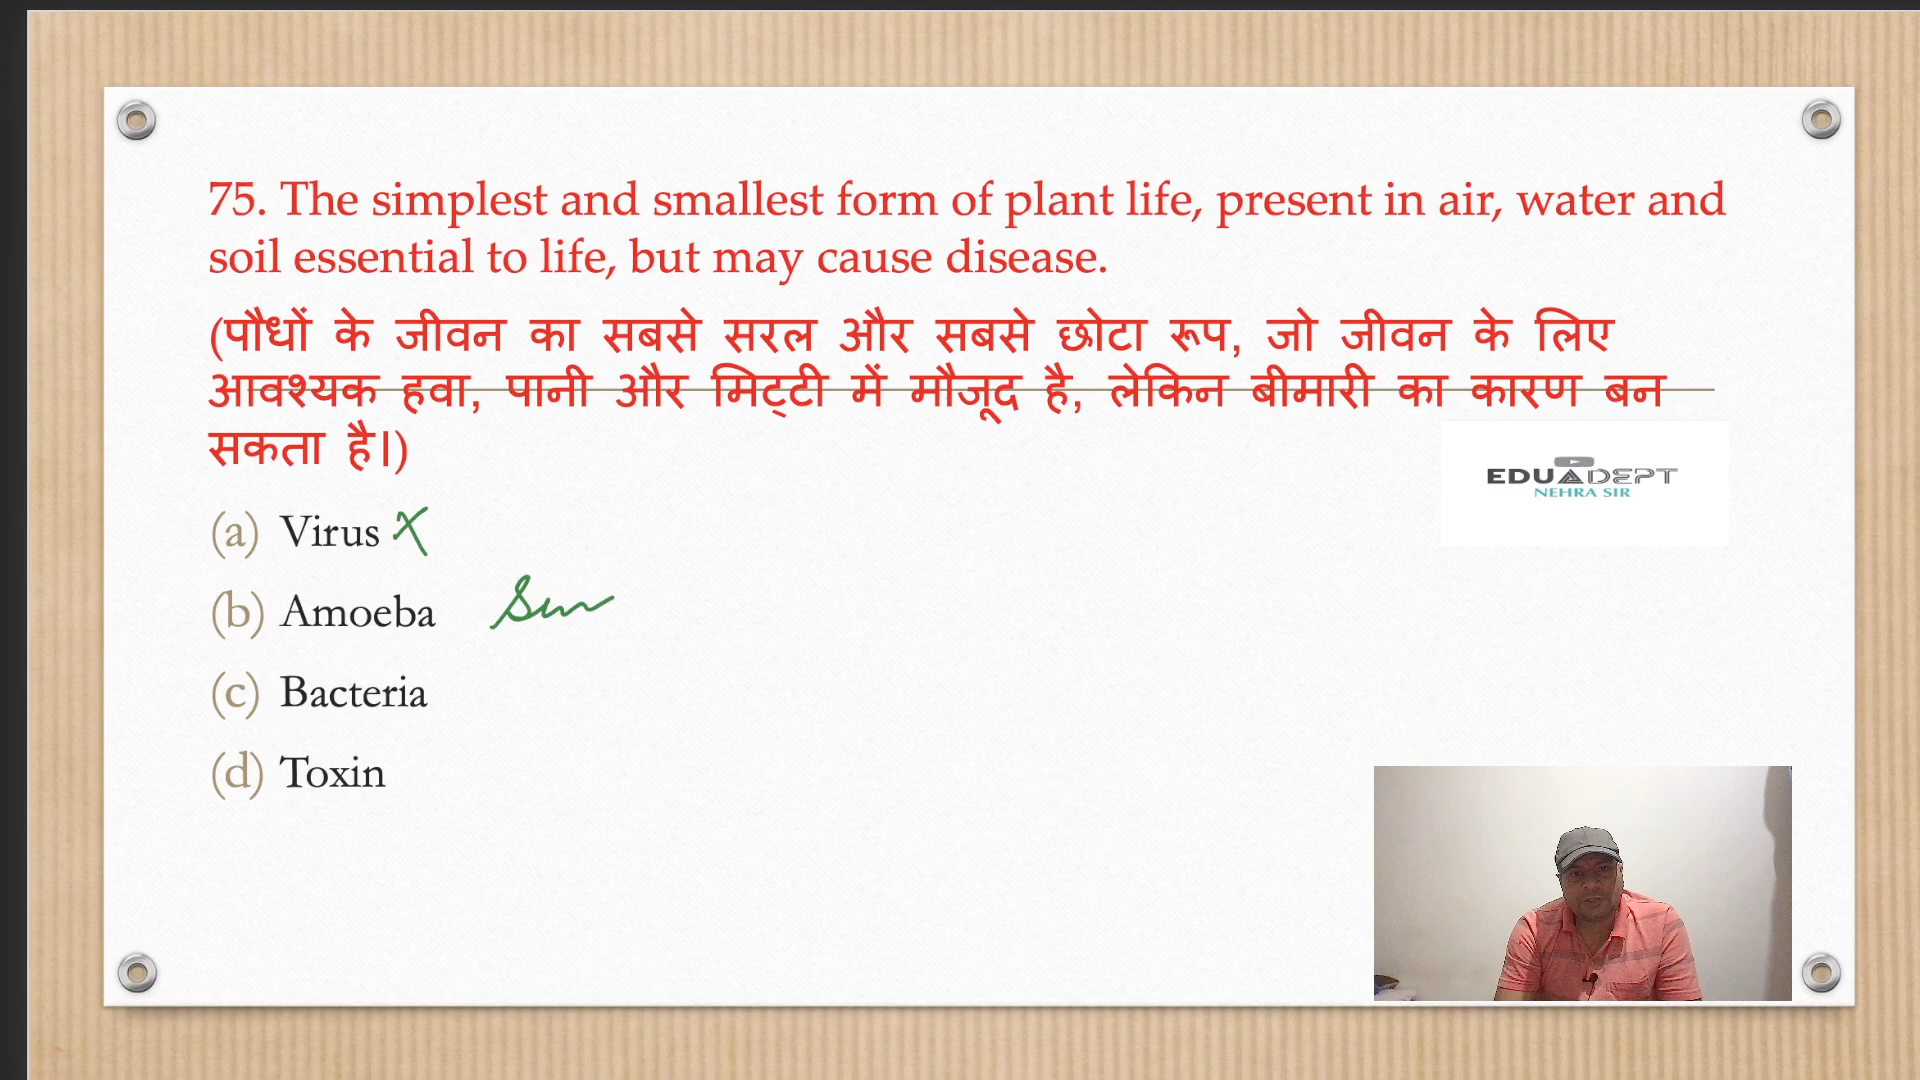 75. The simplest and smallest form of plant life, present in air, water and
soil essential to life, but may cause disease.
(पौधों के जीवन का सबसे सरल और सबसे छोटा रूप, जो जीवन के लिए
आवश्यक हवा, पानी और मिट्टी में मौजूद है, लेकिन बीमारी का कारण बन
सकता है।)
EDUADEPT
NEHRA SIR
(a) Virus X
(b) Amoeba
(c) Bacteria
(d) Toxin